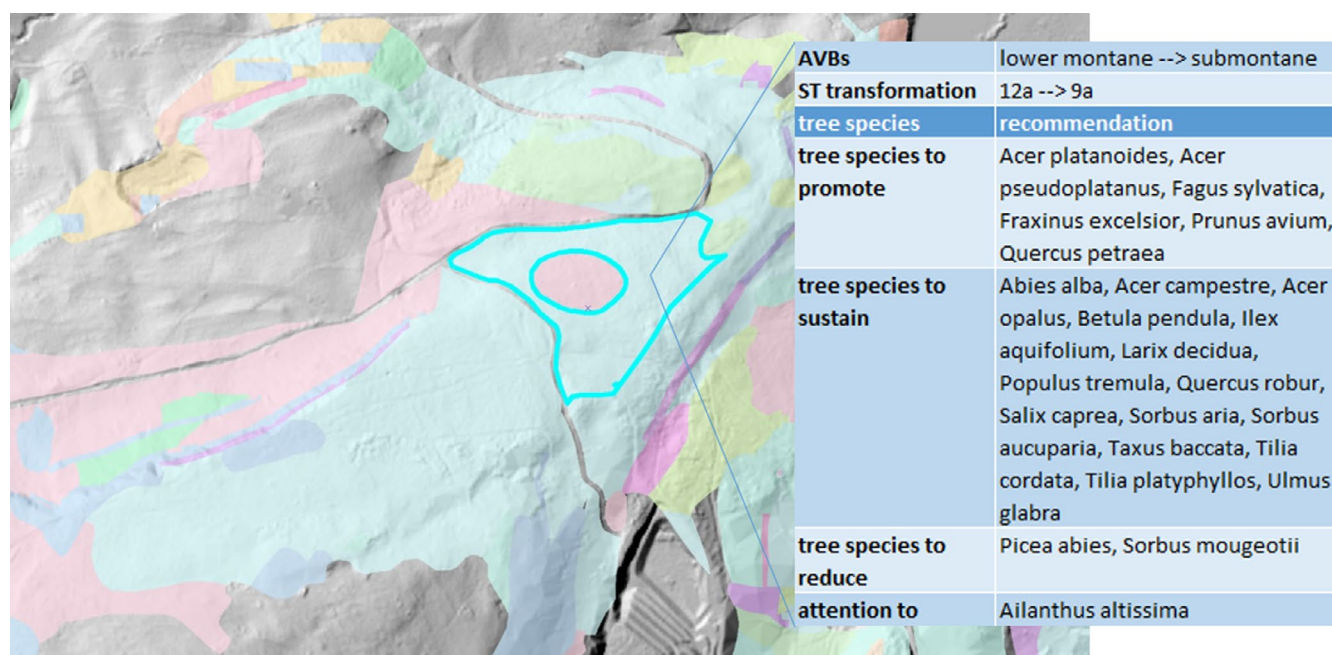 AVBs lower montane --> submontane
ST transformation 12a --> 9a
tree species recommendation
tree species to promote Acer platanoides, Acer
pseudoplatanus, Fagus sylvatica,
Fraxinus excelsior, Prunus avium,
Quercus petraea
tree species to sustain Abies alba, Acer campestre, Acer
opalus, Betula pendula, Ilex
aquifolium, Larix decidua,
Populus tremula, Quercus robur,
Salix caprea, Sorbus aria, Sorbus
aucuparia, Taxus baccata, Tilia
cordata, Tilia platyphyllos, Ulmus
glabra
tree species to reduce Picea abies, Sorbus mougeotii
attention to Ailanthus altissima